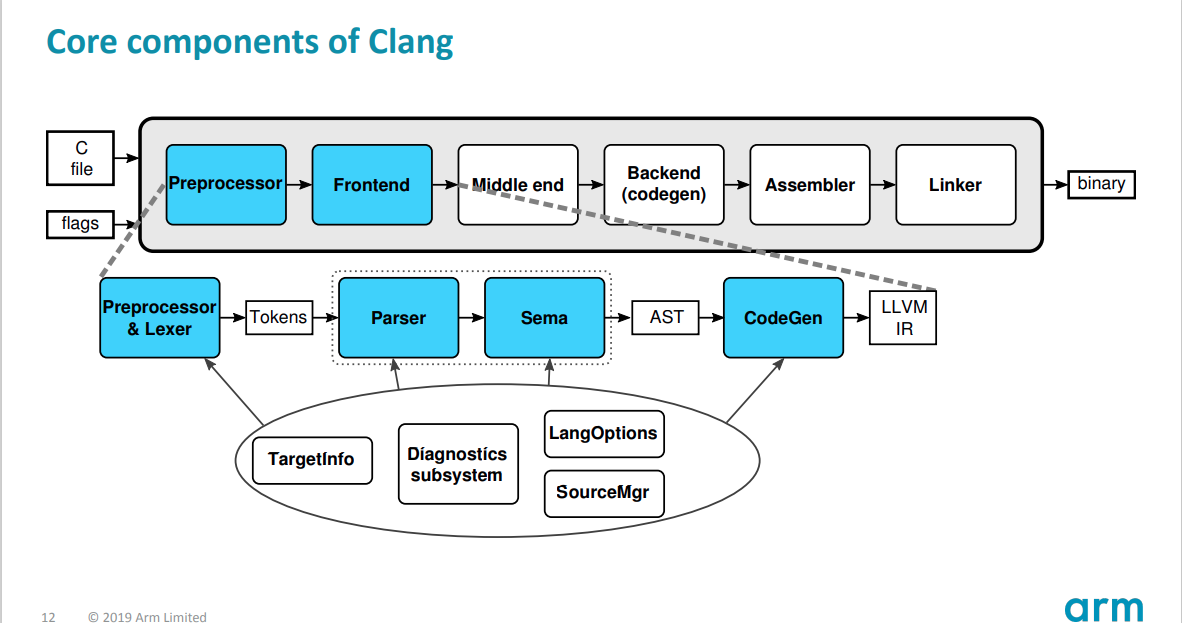 Core components of Clang
C
file
flags
Preprocessor
Frontend
Middle end
Backend
(codegen)
Assembler
Linker
binary
Preprocessor
& Lexer
Tokens
Parser
Sema
AST
CodeGen
LLVM
IR
TargetInfo
Diagnostics
subsystem
LangOptions
SourceMgr
12 © 2019 Arm Limited
arm